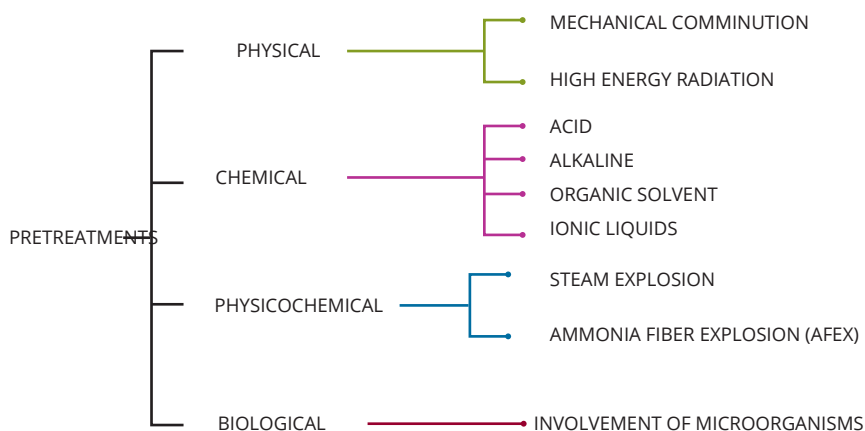 PRETREATMENTS
PHYSICAL
MECHANICAL COMMINUTION
HIGH ENERGY RADIATION
CHEMICAL
ACID
ALKALINE
ORGANIC SOLVENT
IONIC LIQUIDS
PHYSICOCHEMICAL
STEAM EXPLOSION
AMMONIA FIBER EXPLOSION (AFEX)
BIOLOGICAL
INVOLVEMENT OF MICROORGANISMS